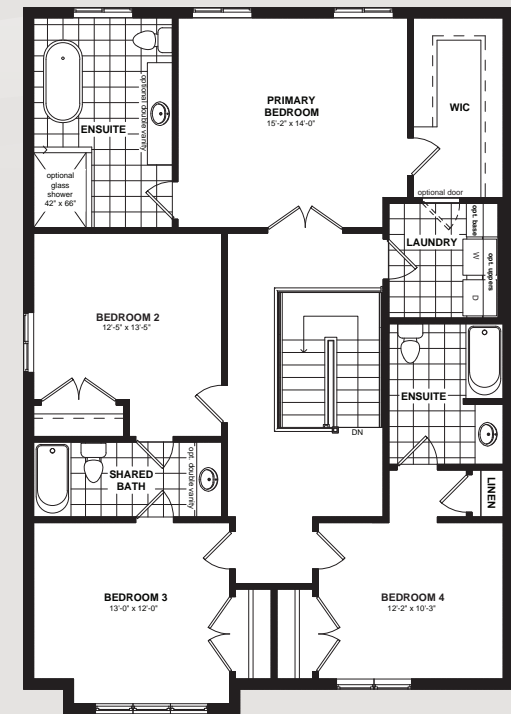 ENSUITE
optional double vanity
optional
glass
shower
42" x 66"
PRIMARY
BEDROOM
15'-2" x 14'-0"
WIC
optional door
LAUNDRY
opt. base
opt. uppers
W
D
BEDROOM 2
12'-5" x 13'-5"
DN
ENSUITE
SHARED
BATH
opt. double vanity
LINEN
BEDROOM 3
13'-0" x 12'-0"
BEDROOM 4
12'-2" x 10'-3"